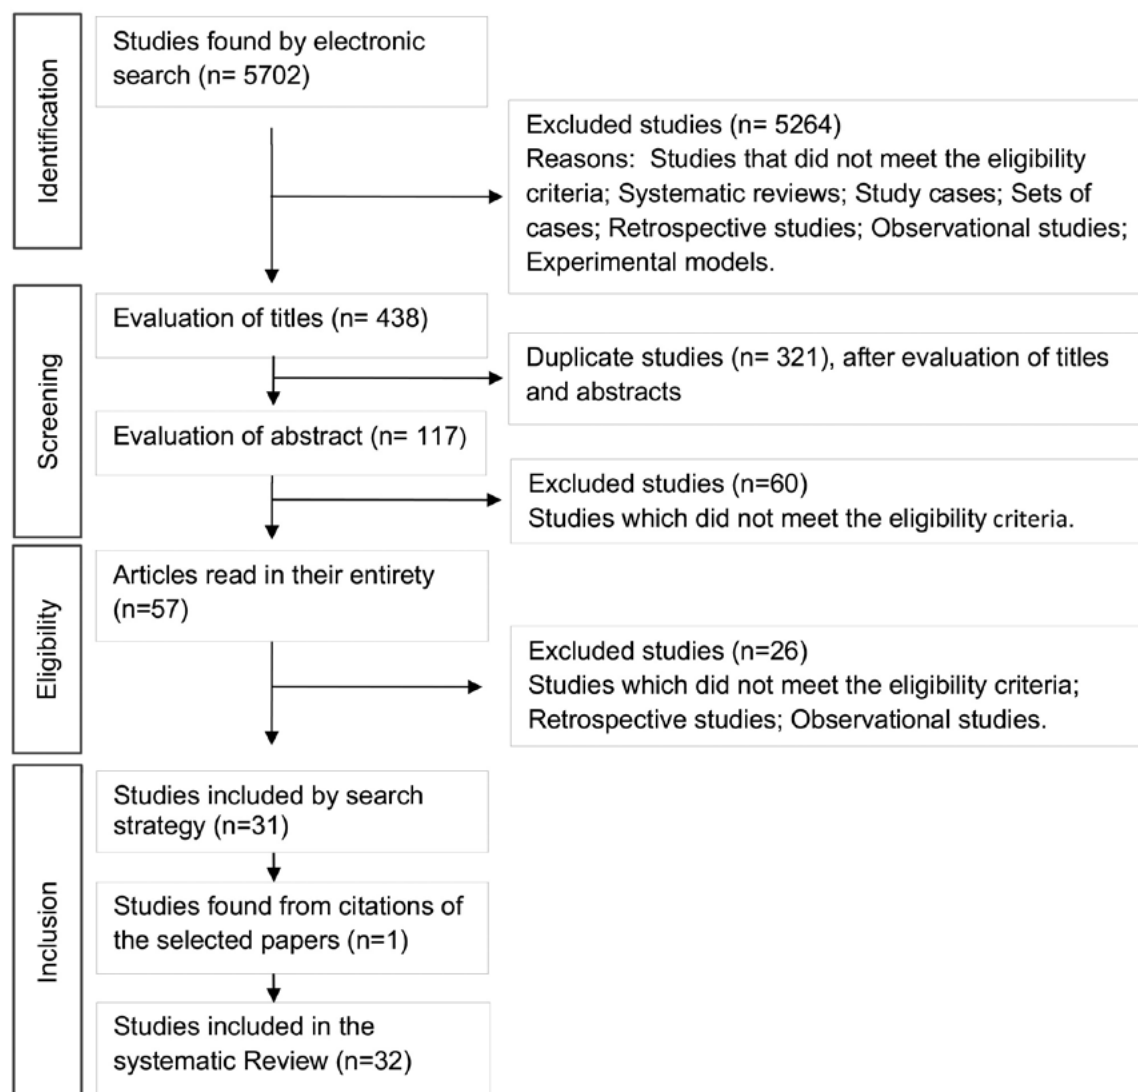 Identification
Studies found by electronic
search (n= 5702)
Excluded studies (n= 5264)
Reasons:  Studies that did not meet the eligibility
criteria; Systematic reviews; Study cases; Sets of
cases; Retrospective studies; Observational studies;
Experimental models.
Screening
Evaluation of titles (n= 438)
Duplicate studies (n= 321), after evaluation of titles
and abstracts
Evaluation of abstract (n= 117)
Excluded studies (n=60)
Studies which did not meet the eligibility criteria.
Eligibility
Articles read in their entirety
(n=57)
Excluded studies (n=26)
Studies which did not meet the eligibility criteria;
Retrospective studies; Observational studies.
Inclusion
Studies included by search
strategy (n=31)
Studies found from citations of
the selected papers (n=1)
Studies included in the
systematic Review (n=32)